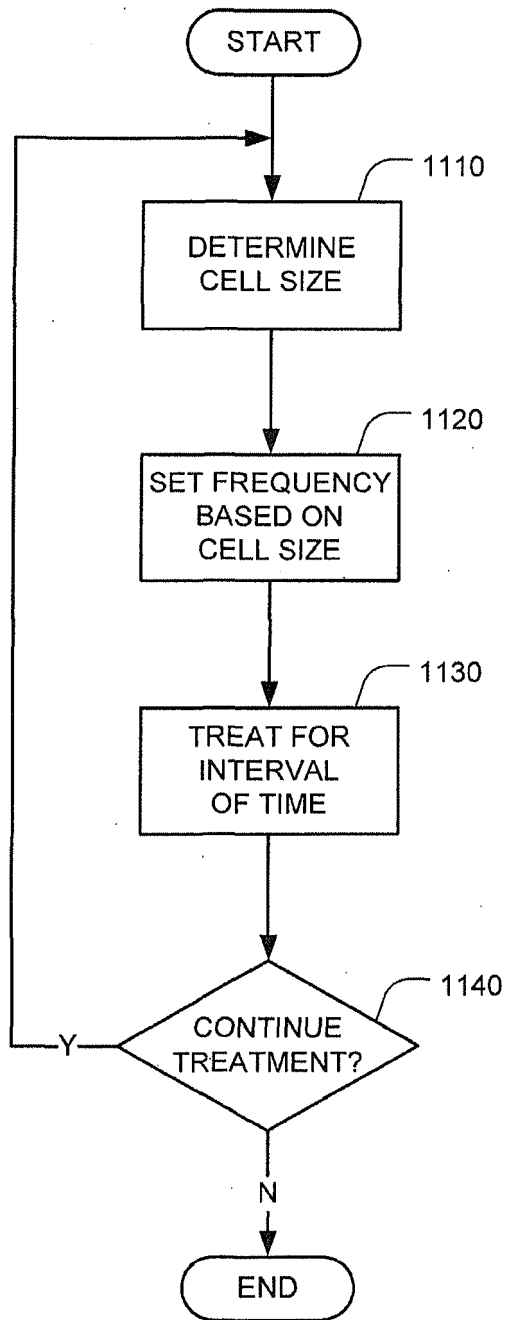 START
1110
DETERMINE
CELL SIZE
1120
SET FREQUENCY
BASED ON
CELL SIZE
1130
TREAT FOR
INTERVAL
OF TIME
1140
CONTINUE
TREATMENT?
Y
N
END